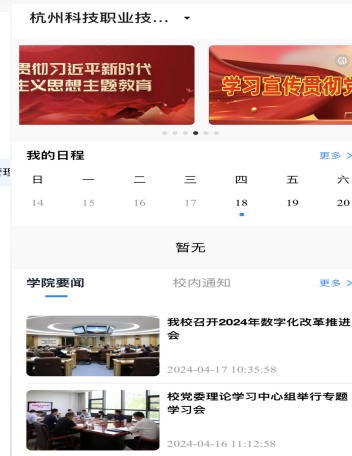 杭州科技职业技...
贯彻习近平新时代
主义思想主题教育
学习宣传贯彻党
我的日程
更多 >
日 一 二 三 四 五 六
14 15 16 17 18 19 20
暂无
学院要闻 校内通知 更多 >
我校召开2024年数字化改革推进
会
2024-04-17 10:35:58
校党委理论学习中心组举行专题
学习会
2024-04-16 11:12:58